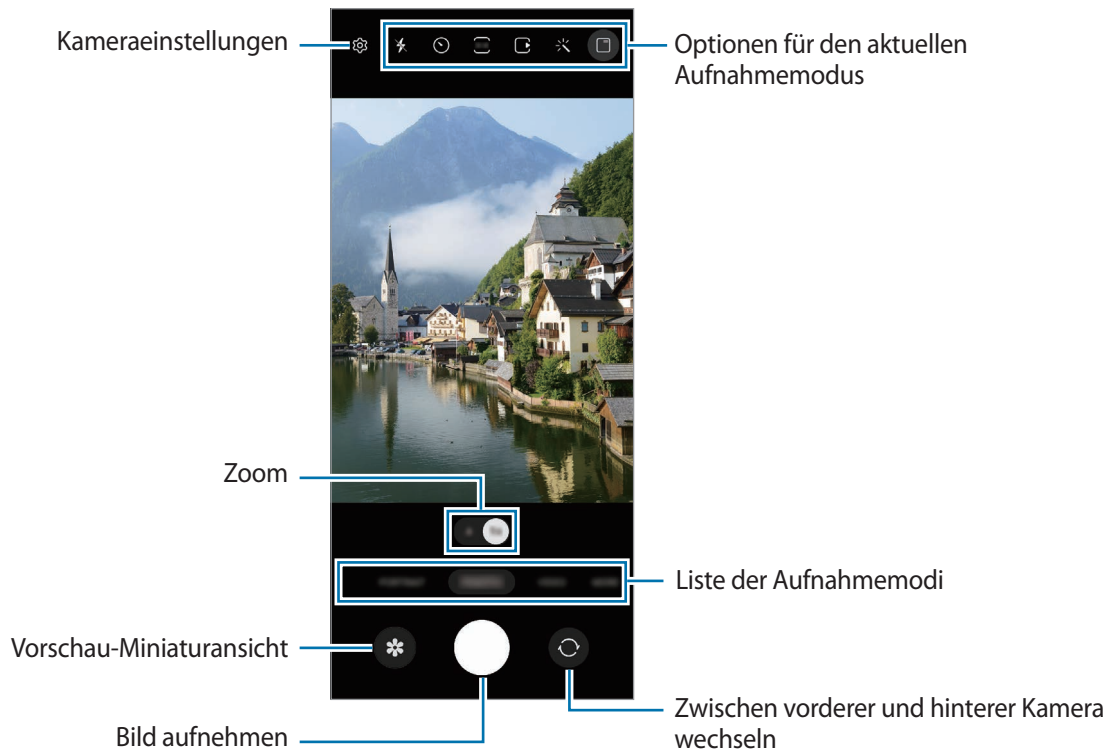 Kameraeinstellungen
Optionen für den aktuellen
Aufnahmemodus
Zoom
Liste der Aufnahmemodi
Vorschau-Miniaturansicht
Bild aufnehmen
Zwischen vorderer und hinterer Kamera
wechseln